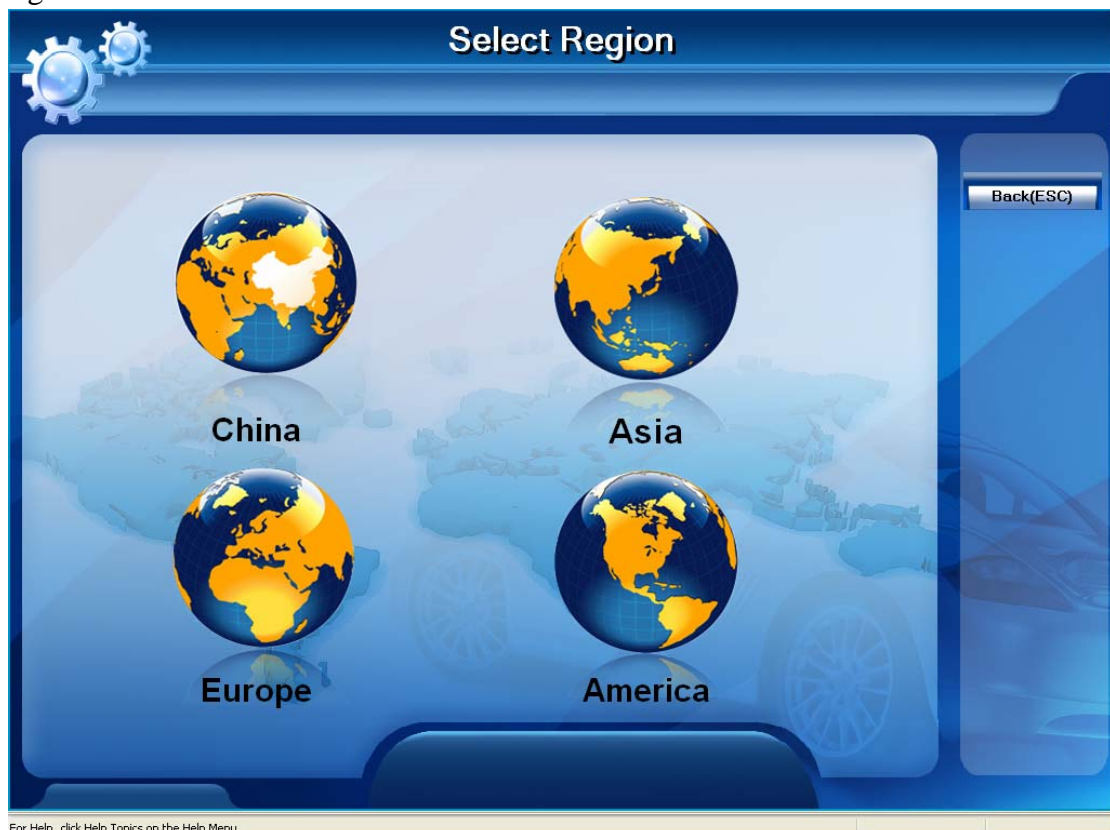 Select Region
Back(ESC)
China
Asia
Europe
America
For Help, click Help Topics on the Help Menu